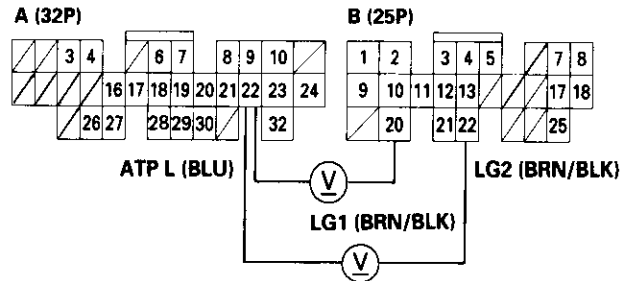 A (32P) B (25P)
3 4 6 7 8 9 10 1 2 3 4 5 7 8
16 17 18 19 20 21 22 23 24 9 10 11 12 13 17 18
26 27 28 29 30 32 20 21 22 25
ATP L (BLU) LG2 (BRN/BLK)
V
LG1 (BRN/BLK)
V